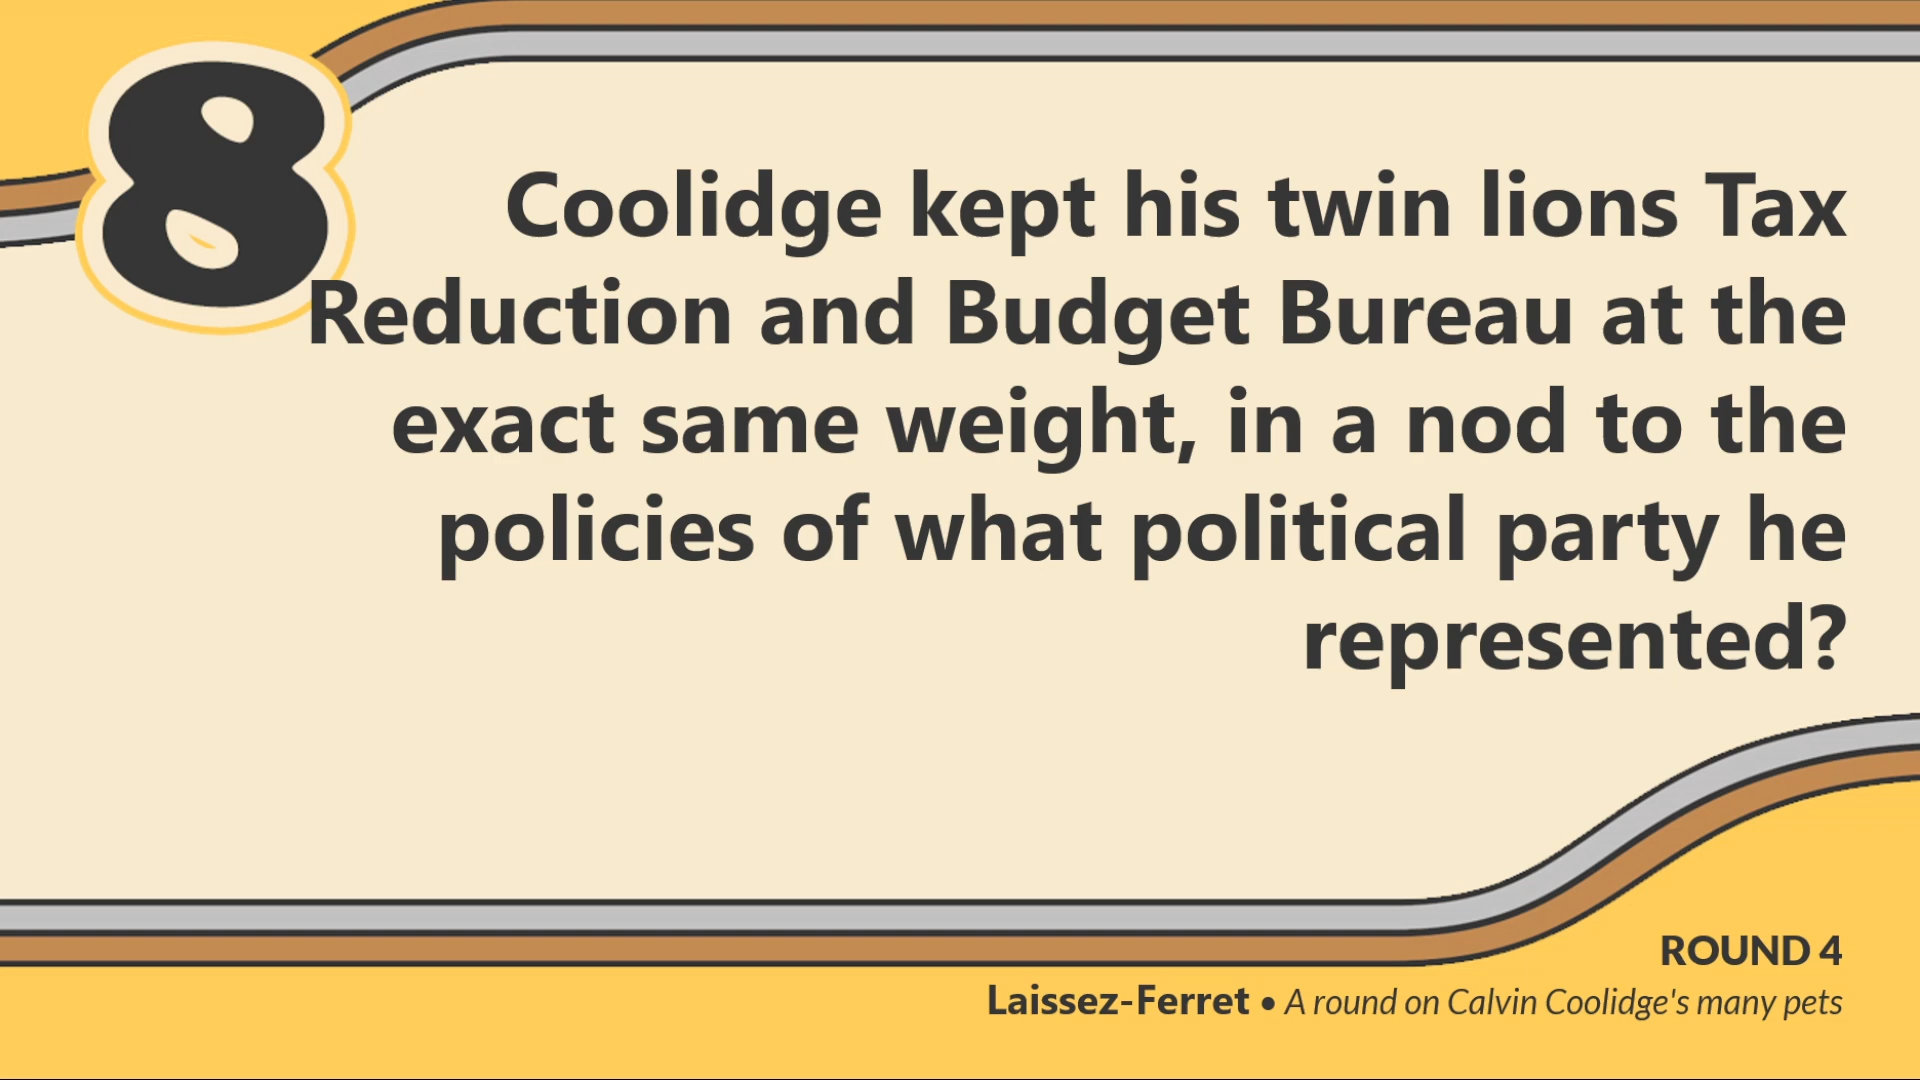 8
Coolidge kept his twin lions Tax
Reduction and Budget Bureau at the
exact same weight, in a nod to the
policies of what political party he
represented?
ROUND 4
Laissez-Ferret • A round on Calvin Coolidge's many pets